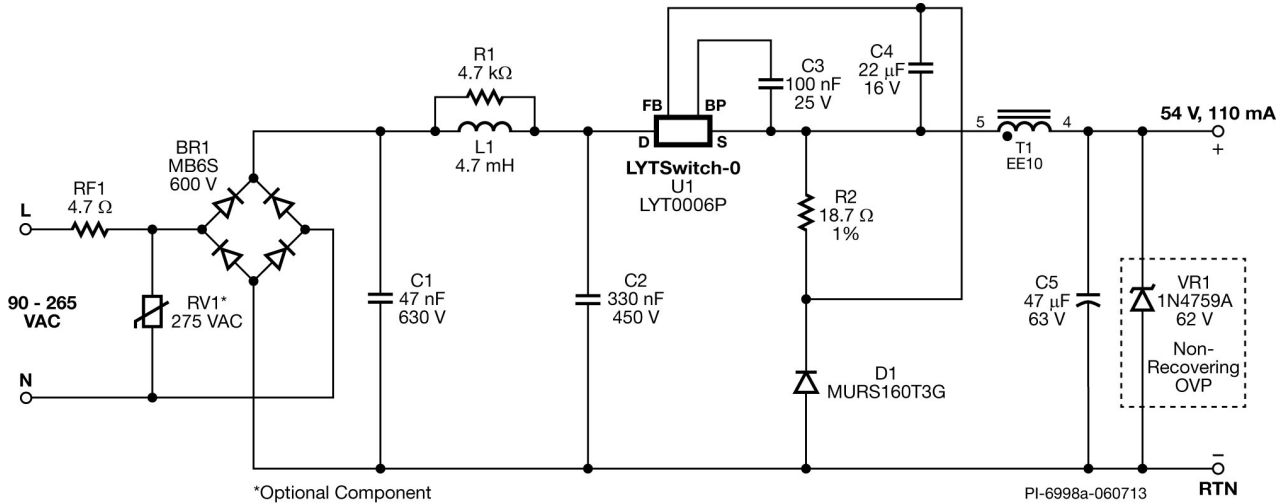 R1
4.7 kΩ
L1
4.7 mH
BR1
MB6S
600 V
RF1
4.7 Ω
L
90 - 265
VAC
N
RV1*
275 VAC
C1
47 nF
630 V
C2
330 nF
450 V
FB
BP
D
S
LYTSwitch-0
U1
LYT0006P
C3
100 nF
25 V
C4
22 μF
16 V
R2
18.7 Ω
1%
D1
MURS160T3G
5
4
T1
EE10
54 V, 110 mA
+
C5
47 μF
63 V
VR1
1N4759A
62 V
Non-
Recovering
OVP
–
RTN
*Optional Component
PI-6998a-060713